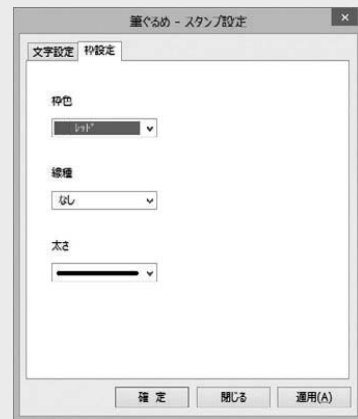 筆ぐるめ - スタンプ設定
文字設定 枠設定
枠色
レッド
線種
なし
太さ
確 定 閉じる 適用(A)